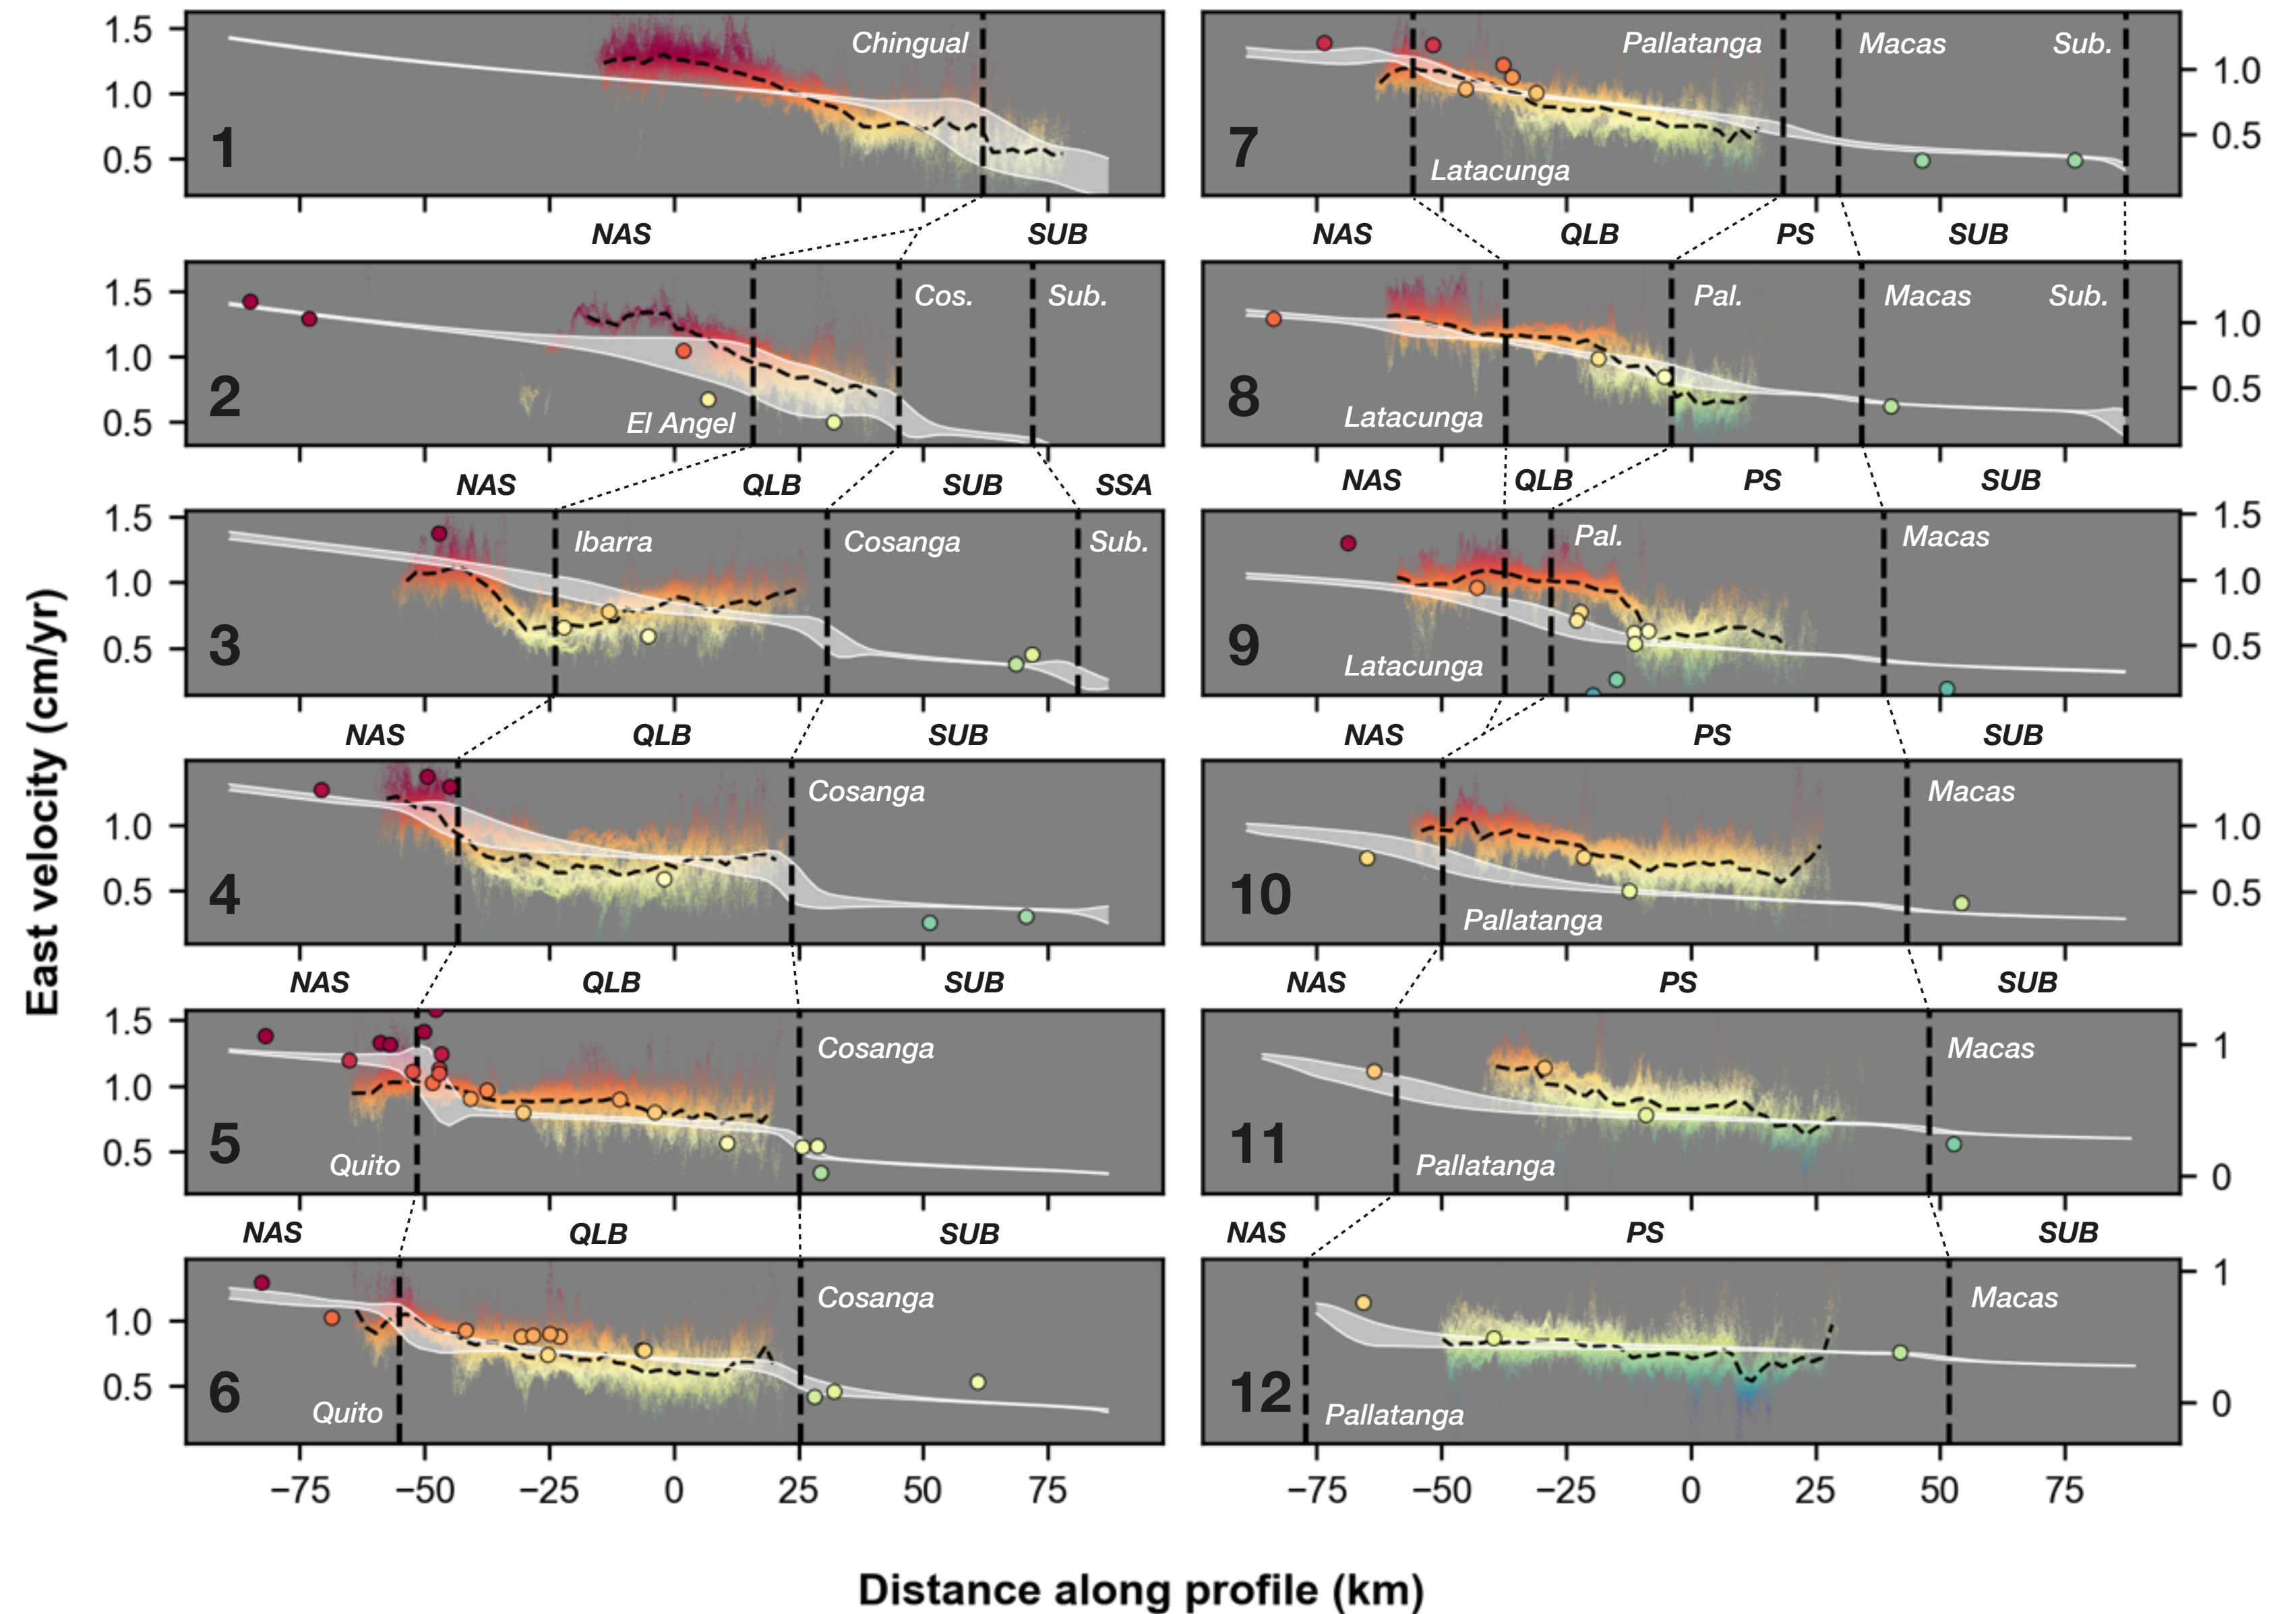 East velocity (cm/yr)
1.5
1.0
0.5
1
Chingual
NAS
SUB
1.5
1.0
0.5
2
El Angel
Cos.
Sub.
NAS
QLB
SUB
SSA
1.5
1.0
0.5
3
Ibarra
Cosanga
Sub.
NAS
QLB
SUB
1.0
0.5
4
Cosanga
NAS
QLB
SUB
1.5
1.0
0.5
5
Quito
Cosanga
NAS
QLB
SUB
1.0
0.5
6
Quito
Cosanga
−75 −50 −25 0 25 50 75
7
Latacunga
Pallatanga
Macas
Sub.
1.0
0.5
NAS
QLB
PS
SUB
8
Latacunga
Pal.
Macas
Sub.
1.0
0.5
NAS
QLB
PS
SUB
9
Latacunga
Pal.
Macas
1.5
1.0
0.5
NAS
PS
SUB
10
Pallatanga
Macas
1.0
0.5
NAS
PS
SUB
11
Pallatanga
Macas
1
0
NAS
PS
SUB
12
Pallatanga
Macas
1
0
−75 −50 −25 0 25 50 75
Distance along profile (km)